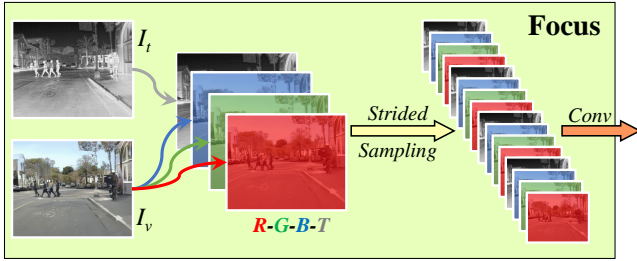 Focus
I_t
I_v
R-G-B-T
Strided
Sampling
Conv